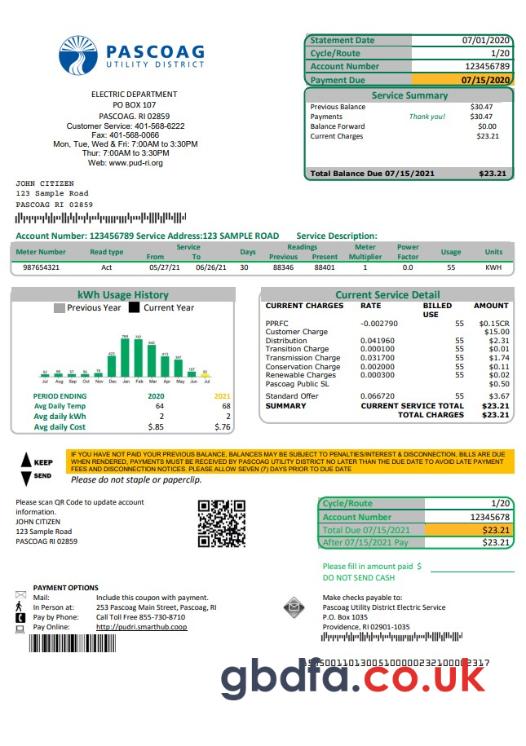 PASCOAG
UTILITY DISTRICT
Statement Date 07/01/2020
Cycle/Route 1/20
Account Number 123456789
Payment Due 07/15/2020
ELECTRIC DEPARTMENT
PO BOX 107
PASCOAG. RI 02859
Customer Service: 401-568-6222
Fax: 401-568-0066
Mon, Tue, Wed & Fri: 7:00AM to 3:30PM
Thur: 7:00AM to 3:30PM
Web: www.pud-ri.org
Service Summary
Previous Balance $30.47
Payments Thank you! $30.47
Balance Forward $0.00
Current Charges $23.21
Total Balance Due 07/15/2021 $23.21
JOHN CITIZEN
123 Sample Road
PASCOAG RI 02859
Account Number: 123456789 Service Address:123 SAMPLE ROAD Service Description:
Meter Number Read type Service From To Days Readings Previous Present Meter Multiplier Power Factor Usage Units
987654321 Act 05/27/21 06/26/21 30 88346 88401 1 0.0 55 KWH
kWh Usage History
Previous Year Current Year
Jul Aug Sep Oct Nov Dec Jan Feb Mar Apr May Jun Jul
PERIOD ENDING 2020 2021
Avg Daily Temp 64 68
Avg daily kWh 2 2
Avg daily Cost $.85 $.76
Current Service Detail
CURRENT CHARGES RATE BILLED USE AMOUNT
PPRFC -0.002790 55 $0.15CR
Customer Charge $15.00
Distribution 0.041960 55 $2.31
Transition Charge 0.000100 55 $0.01
Transmission Charge 0.031700 55 $1.74
Conservation Charge 0.002000 55 $0.11
Renewable Charges 0.000300 55 $0.02
Pascoag Public SL $0.50
Standard Offer 0.066720 55 $3.67
SUMMARY CURRENT SERVICE TOTAL $23.21
TOTAL CHARGES $23.21
KEEP
SEND
IF YOU HAVE NOT PAID YOUR PREVIOUS BALANCE, BALANCES MAY BE SUBJECT TO PENALTIES/INTEREST & DISCONNECTION, BILLS ARE DUE
WHEN RENDERED, PAYMENTS MUST BE RECEIVED BY PASCOAG UTILITY DISTRICT NO LATER THAN THE DUE DATE TO AVOID LATE PAYMENT
FEES AND DISCONNECTION NOTICES. PLEASE ALLOW SEVEN (7) DAYS PRIOR TO DUE DATE
Please do not staple or paperclip.
Please scan QR Code to update account
information.
JOHN CITIZEN
123 Sample Road
PASCOAG RI 02859
Cycle/Route 1/20
Account Number 12345678
Total Due 07/15/2021 $23.21
After 07/15/2021 Pay $23.21
Please fill in amount paid $
DO NOT SEND CASH
PAYMENT OPTIONS
Mail: Include this coupon with payment.
In Person at: 253 Pascoag Main Street, Pascoag, RI
Pay by Phone: Call Toll Free 855-730-8710
Pay Online: http://pudri.smarthub.coop
Make checks payable to:
Pascoag Utility District Electric Service
P.O. Box 1035
Providence, RI 02901-1035
gbdfa.co.uk